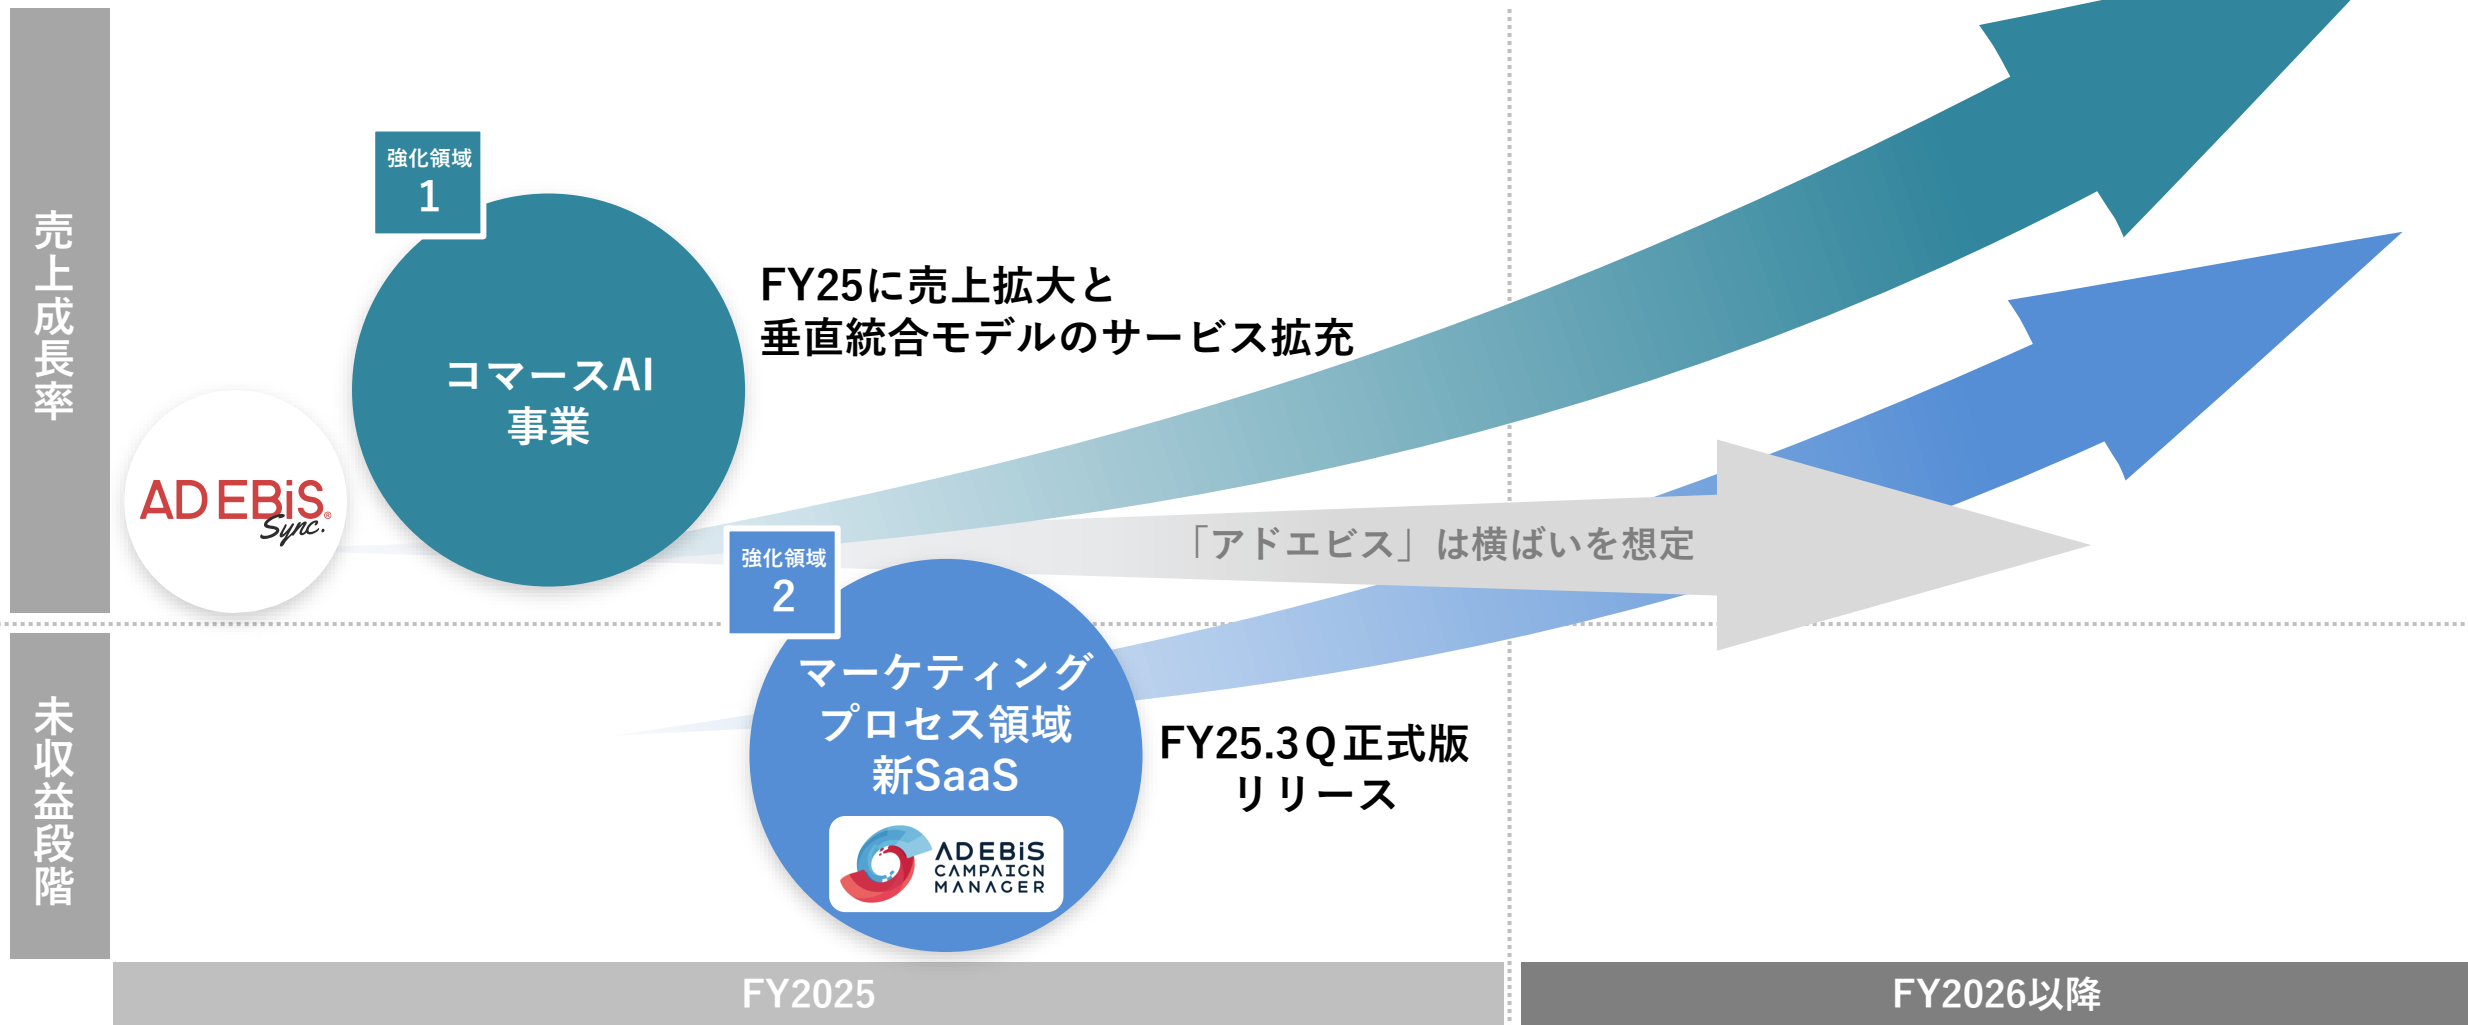 売上成長率
強化領域
1
コマースAI
事業
AD EBiS®
Sync.
FY25に売上拡大と
垂直統合モデルのサービス拡充
「アドエビス」は横ばいを想定
未収益段階
強化領域
2
マーケティング
プロセス領域
新SaaS
AD EBiS
CAMPAIGN
MANAGER
FY25.3Q正式版
リリース
FY2025
FY2026以降